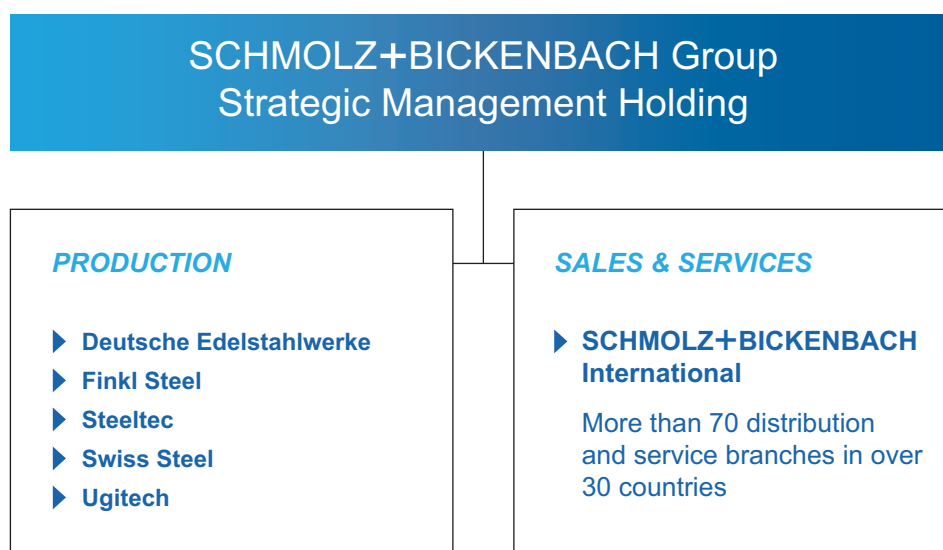 SCHMOLZ+BICKENBACH Group
Strategic Management Holding
PRODUCTION
Deutsche Edelstahlwerke
Finkl Steel
Steeltec
Swiss Steel
Ugitech
SALES & SERVICES
SCHMOLZ+BICKENBACH
International
More than 70 distribution
and service branches in over
30 countries